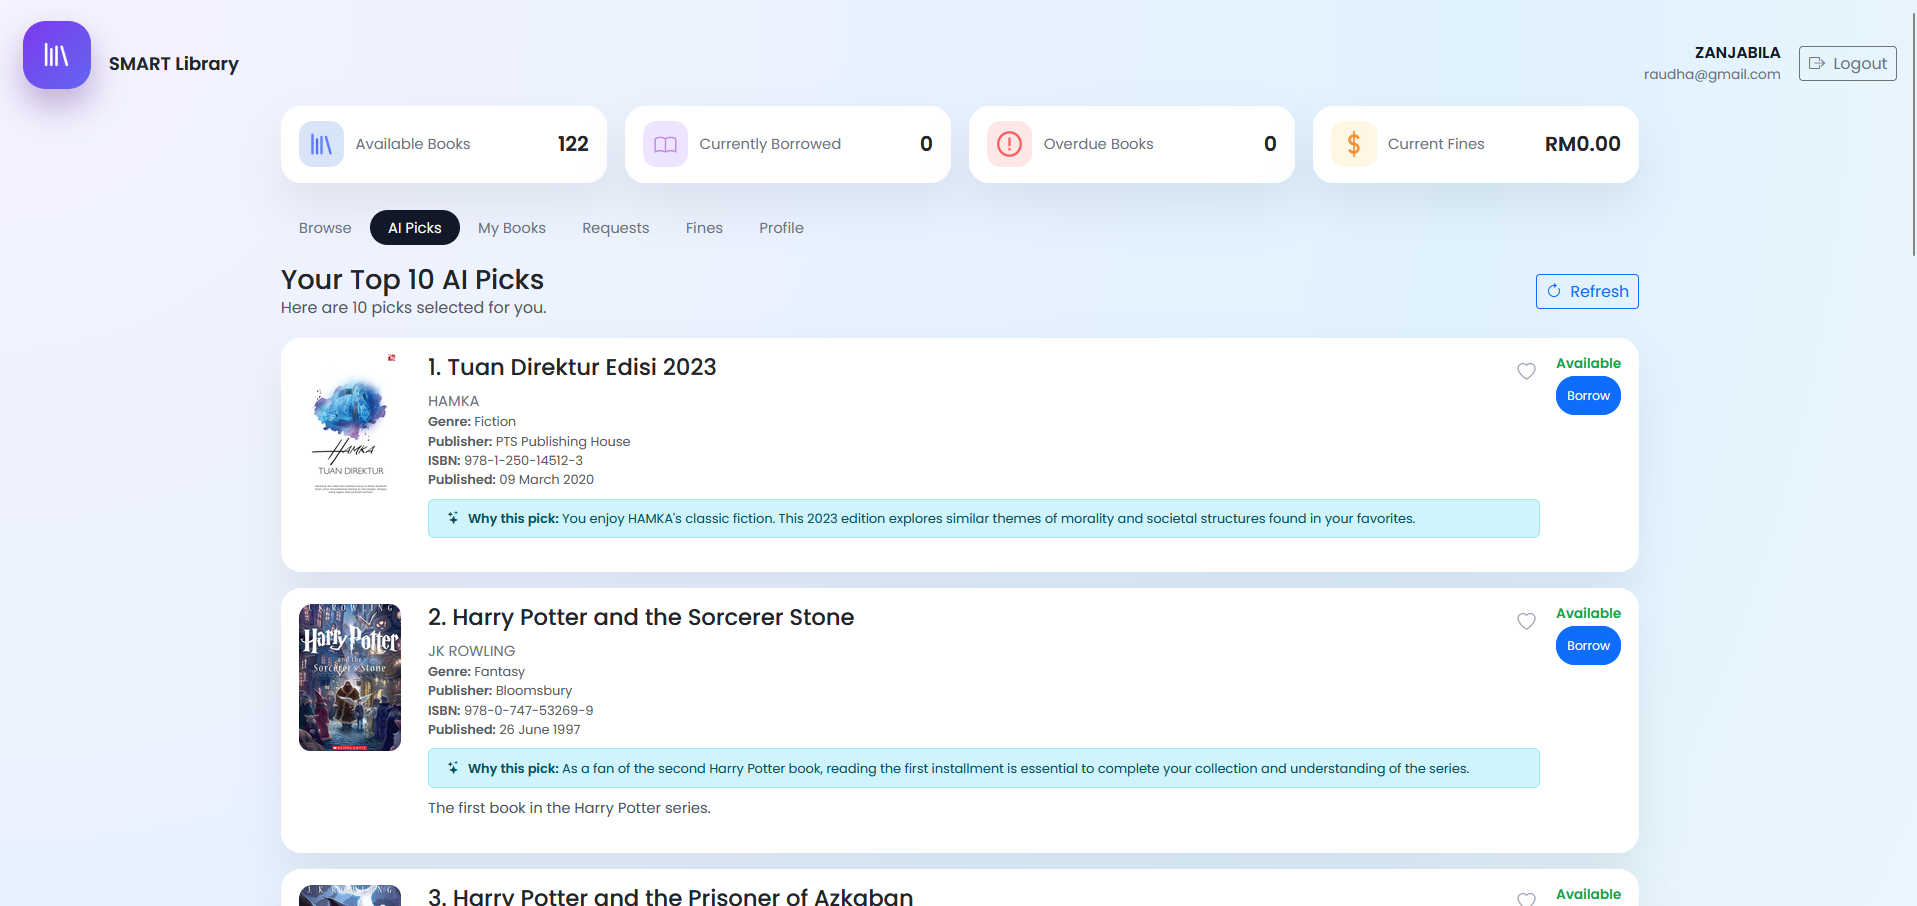 SMART Library
ZANJABILA
raudha@gmail.com
Logout
Available Books 122
Currently Borrowed 0
Overdue Books 0
$ Current Fines RM0.00
Browse AI Picks My Books Requests Fines Profile
Your Top 10 AI Picks
Here are 10 picks selected for you.
Refresh
HAMKA
TUAN DIREKTUR
1. Tuan Direktur Edisi 2023
HAMKA
Genre: Fiction
Publisher: PTS Publishing House
ISBN: 978-1-250-14512-3
Published: 09 March 2020
Why this pick: You enjoy HAMKA's classic fiction. This 2023 edition explores similar themes of morality and societal structures found in your favorites.
Available
Borrow
J. K. ROWLING
Harry Potter
and the
Sorcerer's Stone
SCHOLASTIC
2. Harry Potter and the Sorcerer Stone
JK ROWLING
Genre: Fantasy
Publisher: Bloomsbury
ISBN: 978-0-747-53269-9
Published: 26 June 1997
Why this pick: As a fan of the second Harry Potter book, reading the first installment is essential to complete your collection and understanding of the series.
The first book in the Harry Potter series.
Available
Borrow
J. K. ROWLING
3. Harry Potter and the Prisoner of Azkaban
Available